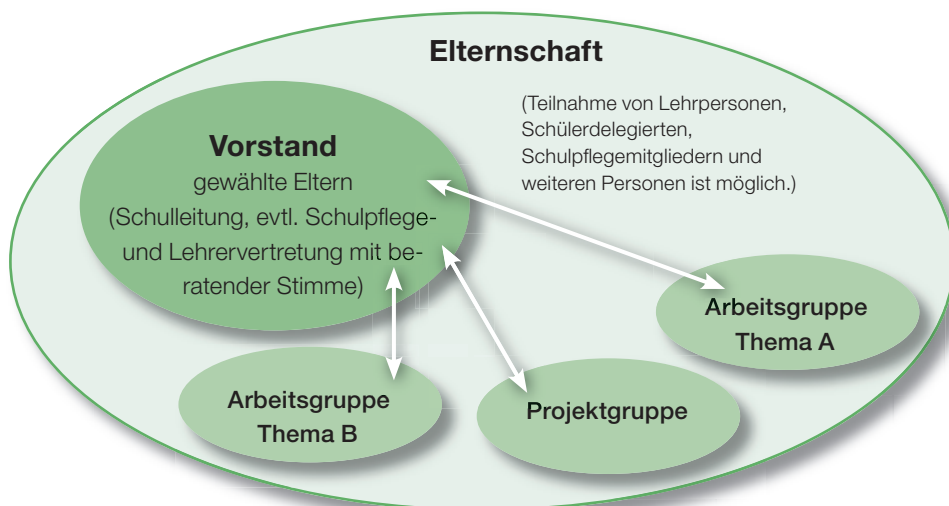 Elternschaft
(Teilnahme von Lehrpersonen,
Schülerdelegierten,
Schulpflegemitgliedern und
weiteren Personen ist möglich.)
Vorstand
gewählte Eltern
(Schulleitung, evtl. Schulpflege-
und Lehrervertretung mit be-
ratender Stimme)
Arbeitsgruppe
Thema A
Arbeitsgruppe
Thema B
Projektgruppe